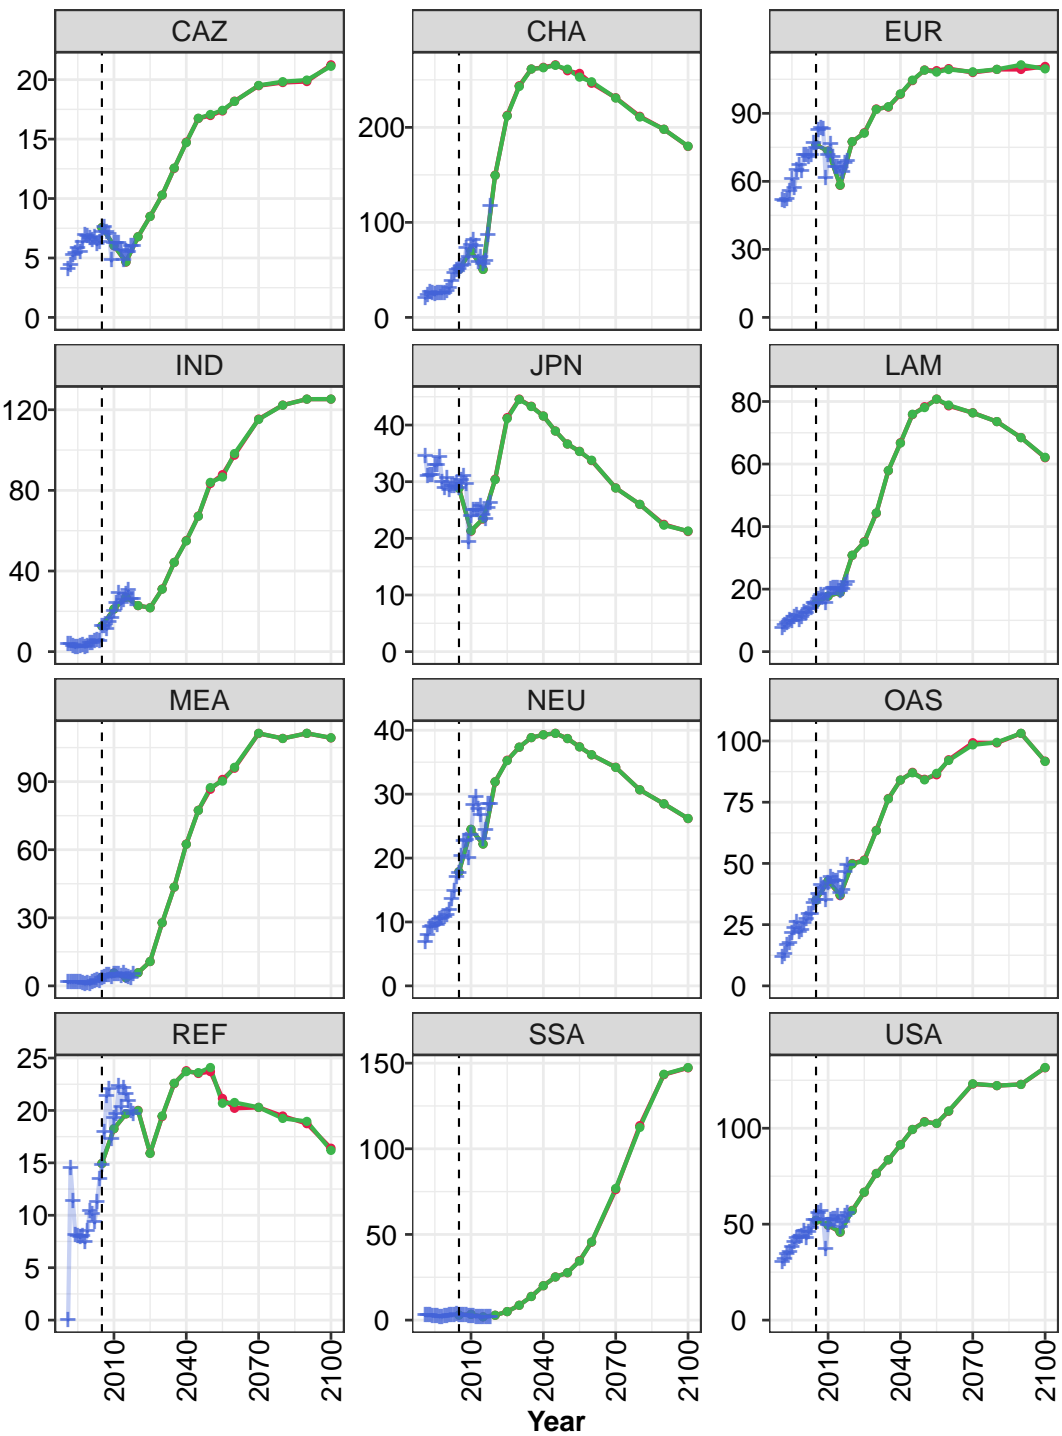 CAZ CHA EUR
20 15 10 5 0
200 100 0
90 60 30 0
IND JPN LAM
120 80 40 0
40 30 20 10 0
80 60 40 20 0
MEA NEU OAS
90 60 30 0
40 30 20 10 0
100 75 50 25 0
REF SSA USA
25 20 15 10 5 0
150 100 50 0
100 50 0
2010 2040 2070 2100 2010 2040 2070 2100 2010 2040 2070 2100
Year